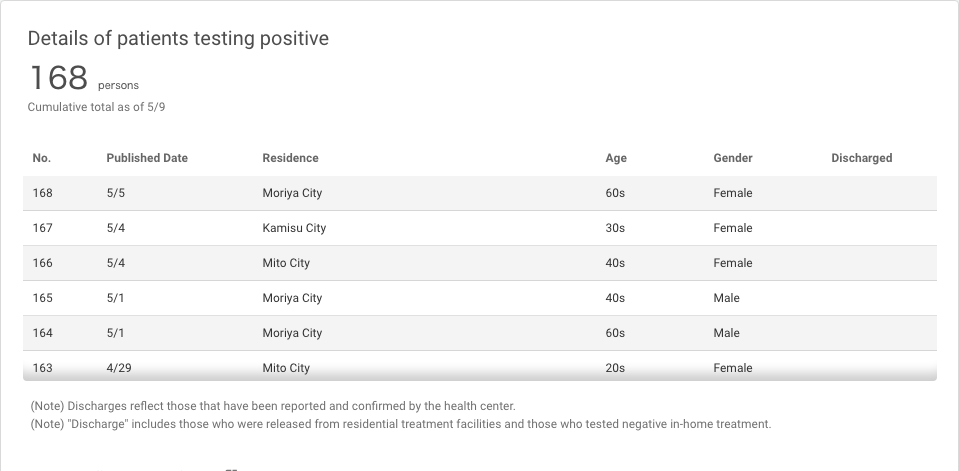 Details of patients testing positive
168 persons
Cumulative total as of 5/9
No. Published Date Residence Age Gender Discharged
168 5/5 Moriya City 60s Female
167 5/4 Kamisu City 30s Female
166 5/4 Mito City 40s Female
165 5/1 Moriya City 40s Male
164 5/1 Moriya City 60s Male
163 4/29 Mito City 20s Female
(Note) Discharges reflect those that have been reported and confirmed by the health center.
(Note) "Discharge" includes those who were released from residential treatment facilities and those who tested negative in-home treatment.